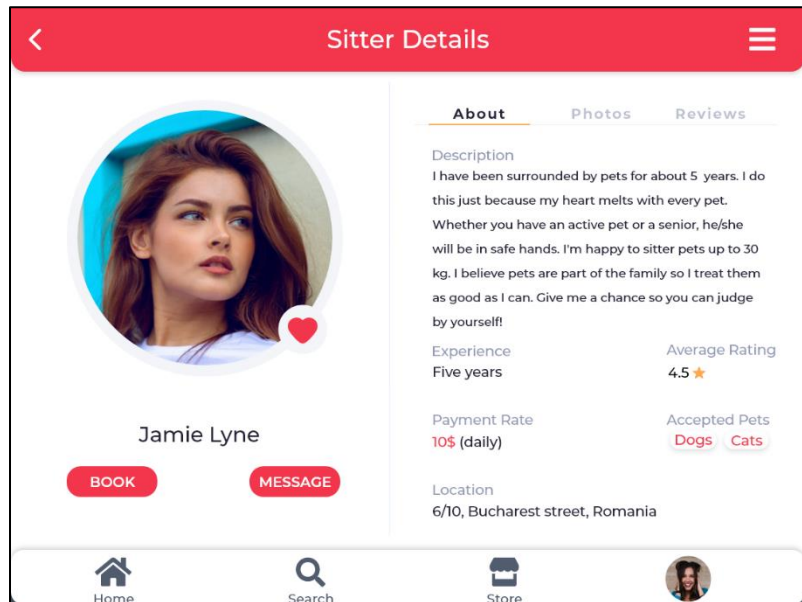 Sitter Details
Jamie Lyne
BOOK
MESSAGE
About
Photos
Reviews
Description
I have been surrounded by pets for about 5 years. I do
this just because my heart melts with every pet.
Whether you have an active pet or a senior, he/she
will be in safe hands. I'm happy to sitter pets up to 30
kg. I believe pets are part of the family so I treat them
as good as I can. Give me a chance so you can judge
by yourself!
Experience
Five years
Average Rating
4.5
Payment Rate
10$ (daily)
Accepted Pets
Dogs Cats
Location
6/10, Bucharest street, Romania
Home
Search
Store